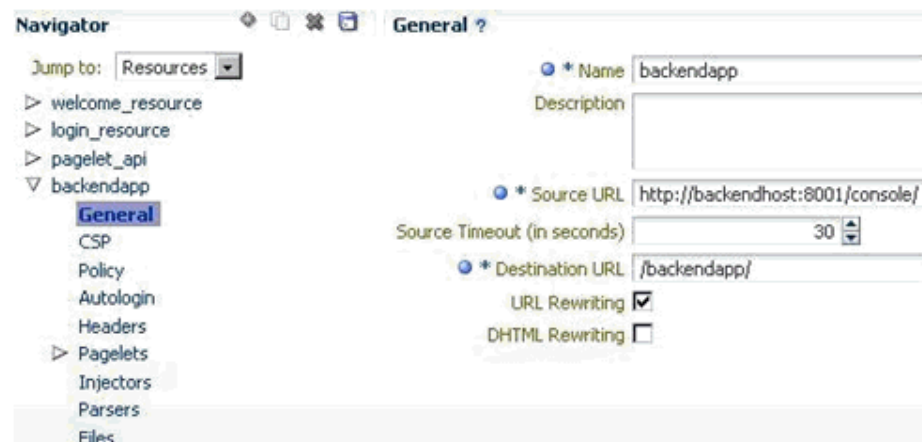 Navigator
Jump to: Resources
welcome_resource
login_resource
pagelet_api
backendapp
General
CSP
Policy
Autologin
Headers
Pagelets
Injectors
Parsers
Files
General ?
* Name backendapp
Description
* Source URL http://backendhost:8001/console/
Source Timeout (in seconds) 30
* Destination URL /backendapp/
URL Rewriting
DHTML Rewriting